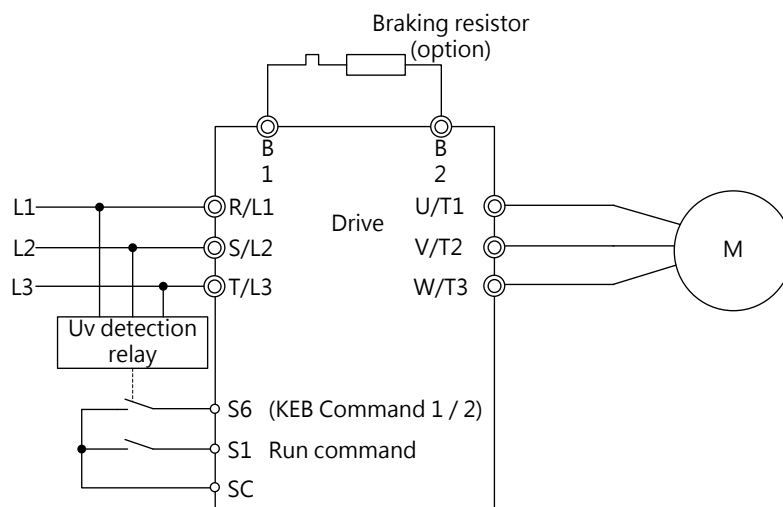 Braking resistor
(option)
B
1
B
2
L1
R/L1
Drive
U/T1
L2
S/L2
V/T2
M
L3
T/L3
W/T3
Uv detection
relay
S6 (KEB Command 1 / 2)
S1 Run command
SC